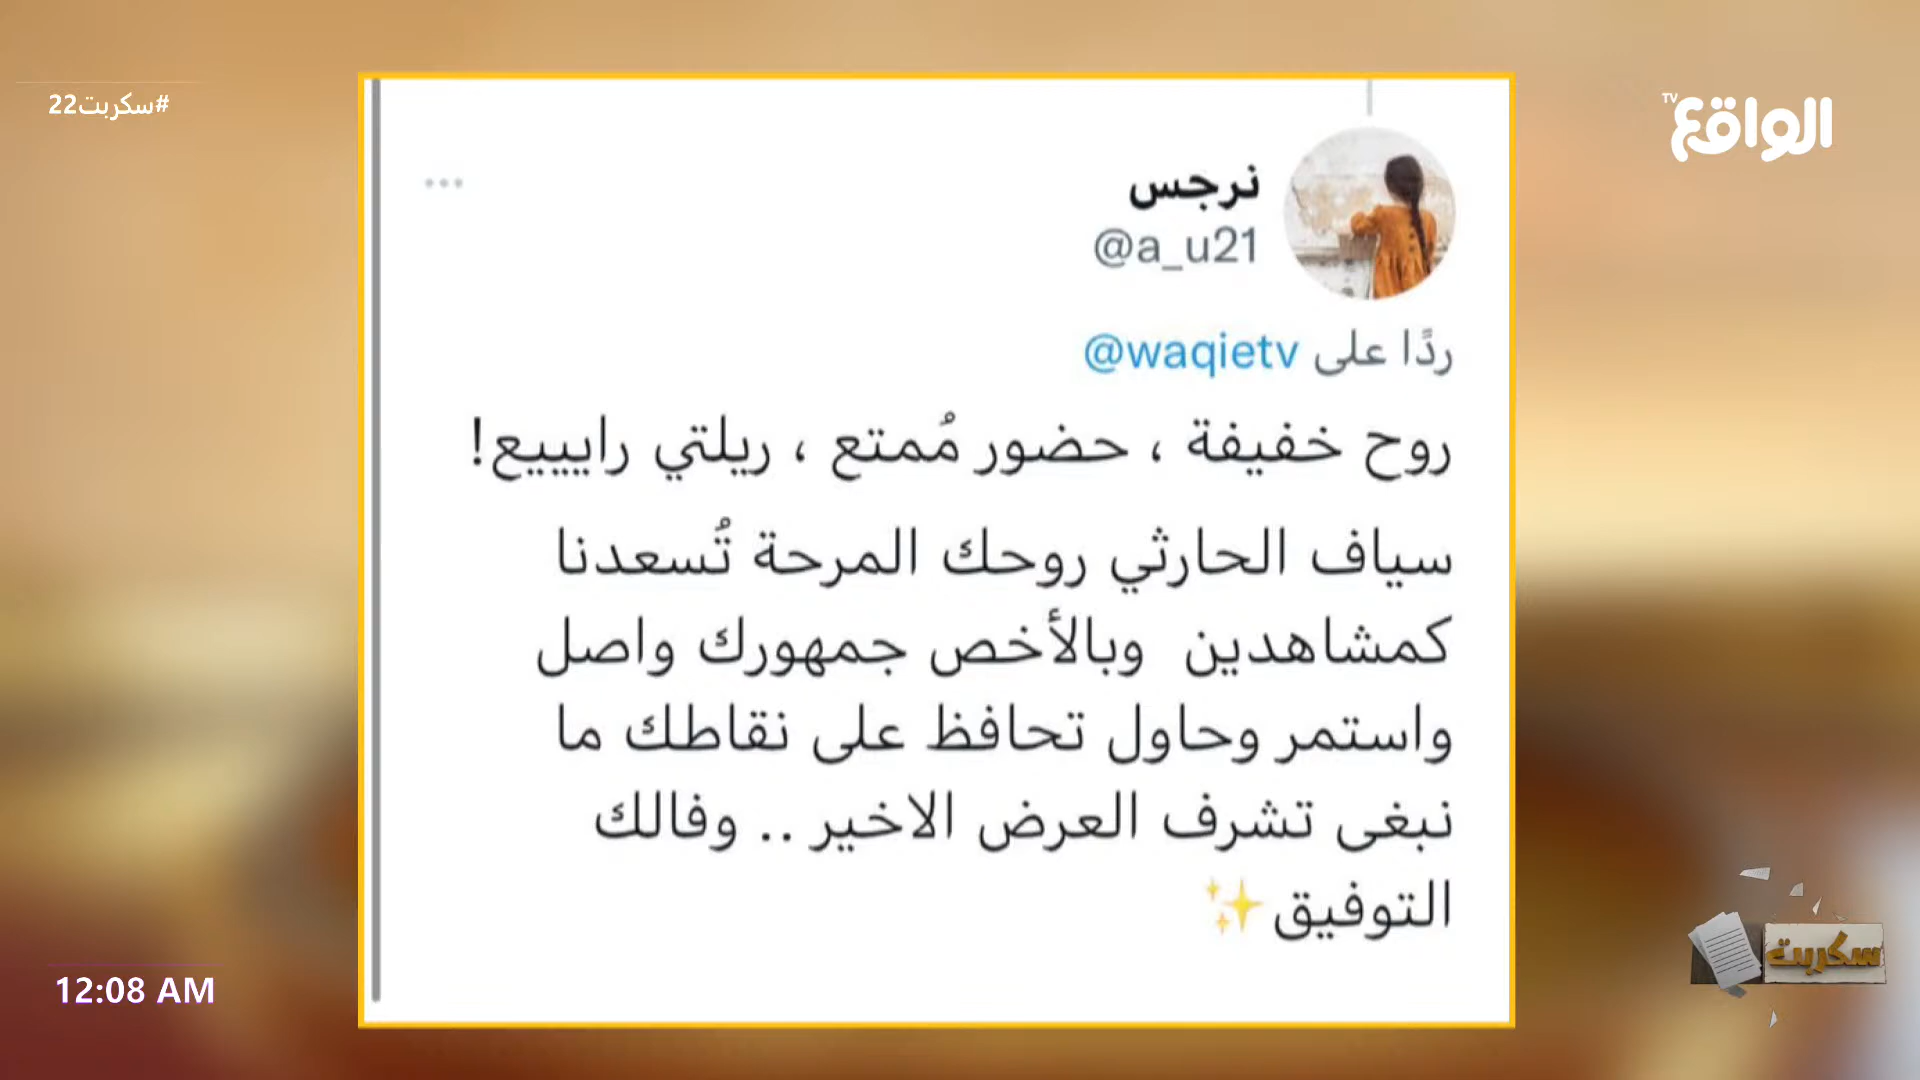 #سكربت22
TV
الواقع
نرجس
@a_u21
ردًّا على @waqietv
روح خفيفة ، حضور مُمتع ، ريلتي رايييع!
سياف الحارثي روحك المرحة تُسعدنا
كمشاهدين وبالأخص جمهورك واصل
واستمر وحاول تحافظ على نقاطك ما
نبغى تشرف العرض الاخير .. وفالك
التوفيق✨
سكربت
12:08 AM